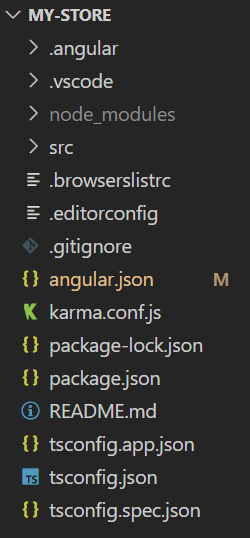 MY-STORE
.angular
.vscode
node_modules
src
.browserslistrc
.editorconfig
.gitignore
{} angular.json M
karma.conf.js
{} package-lock.json
{} package.json
README.md
{} tsconfig.app.json
TS tsconfig.json
{} tsconfig.spec.json